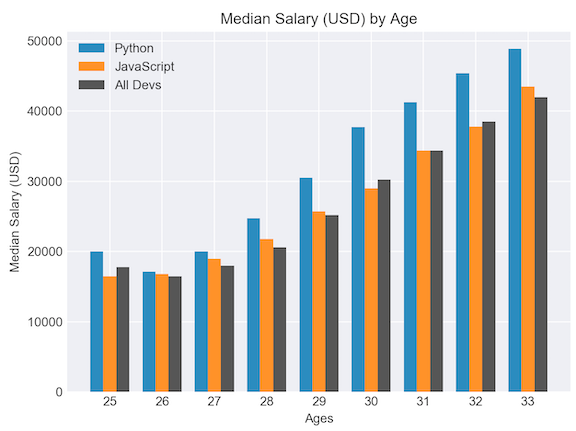 Median Salary (USD) by Age
Python
JavaScript
All Devs
50000
40000
30000
20000
10000
0
Median Salary (USD)
25 26 27 28 29 30 31 32 33
Ages